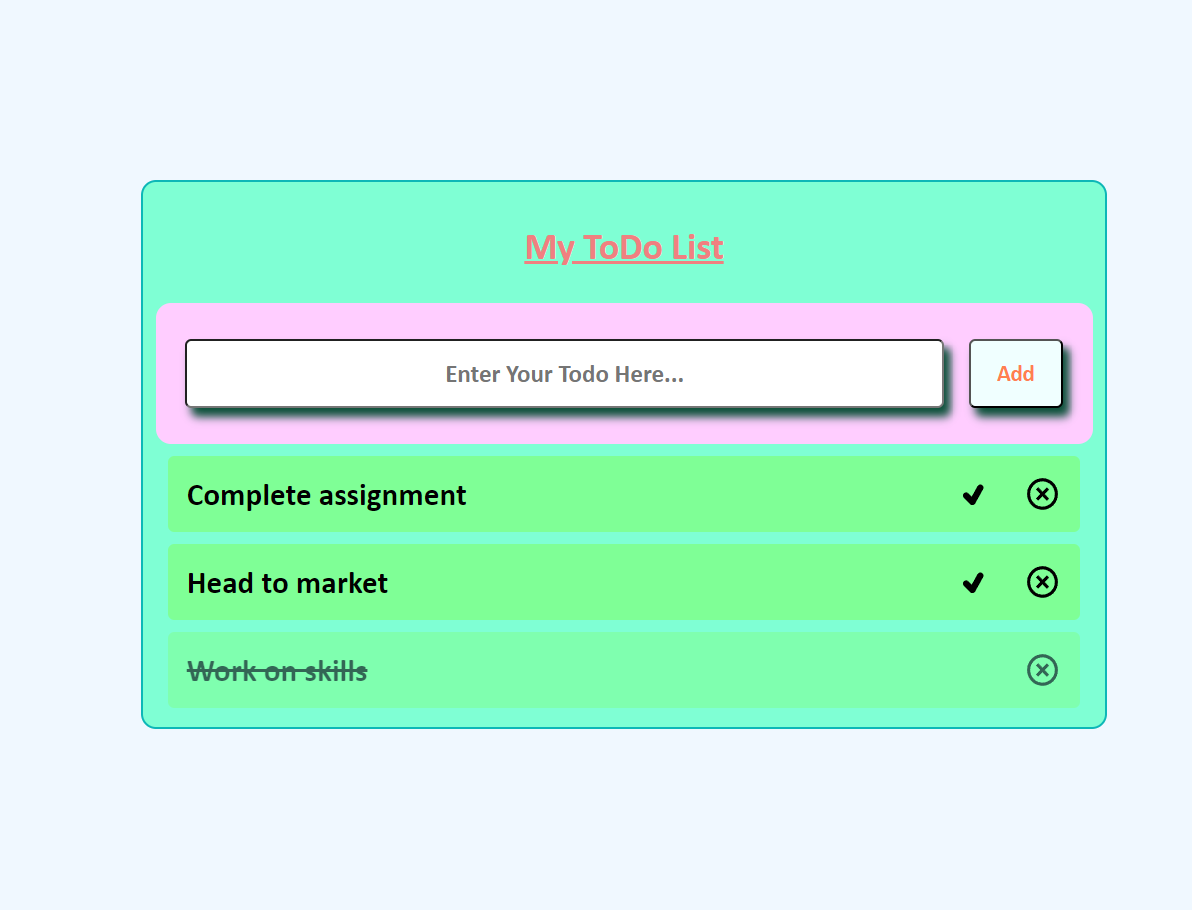 My ToDo List
Enter Your Todo Here...
Add
Complete assignment
Head to market
Work on skills